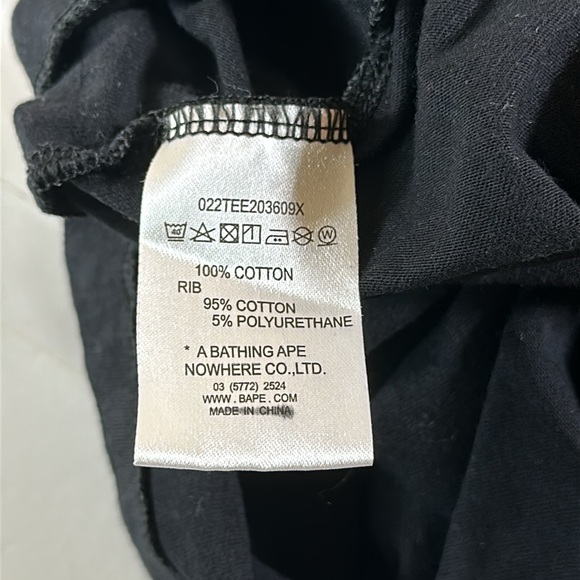 022TEE203609X
40 W
100% COTTON
RIB
95% COTTON
5% POLYURETHANE
* A BATHING APE
NOWHERE CO.,LTD.
03 (5772) 2524
WWW.BAPE.COM
MADE IN CHINA